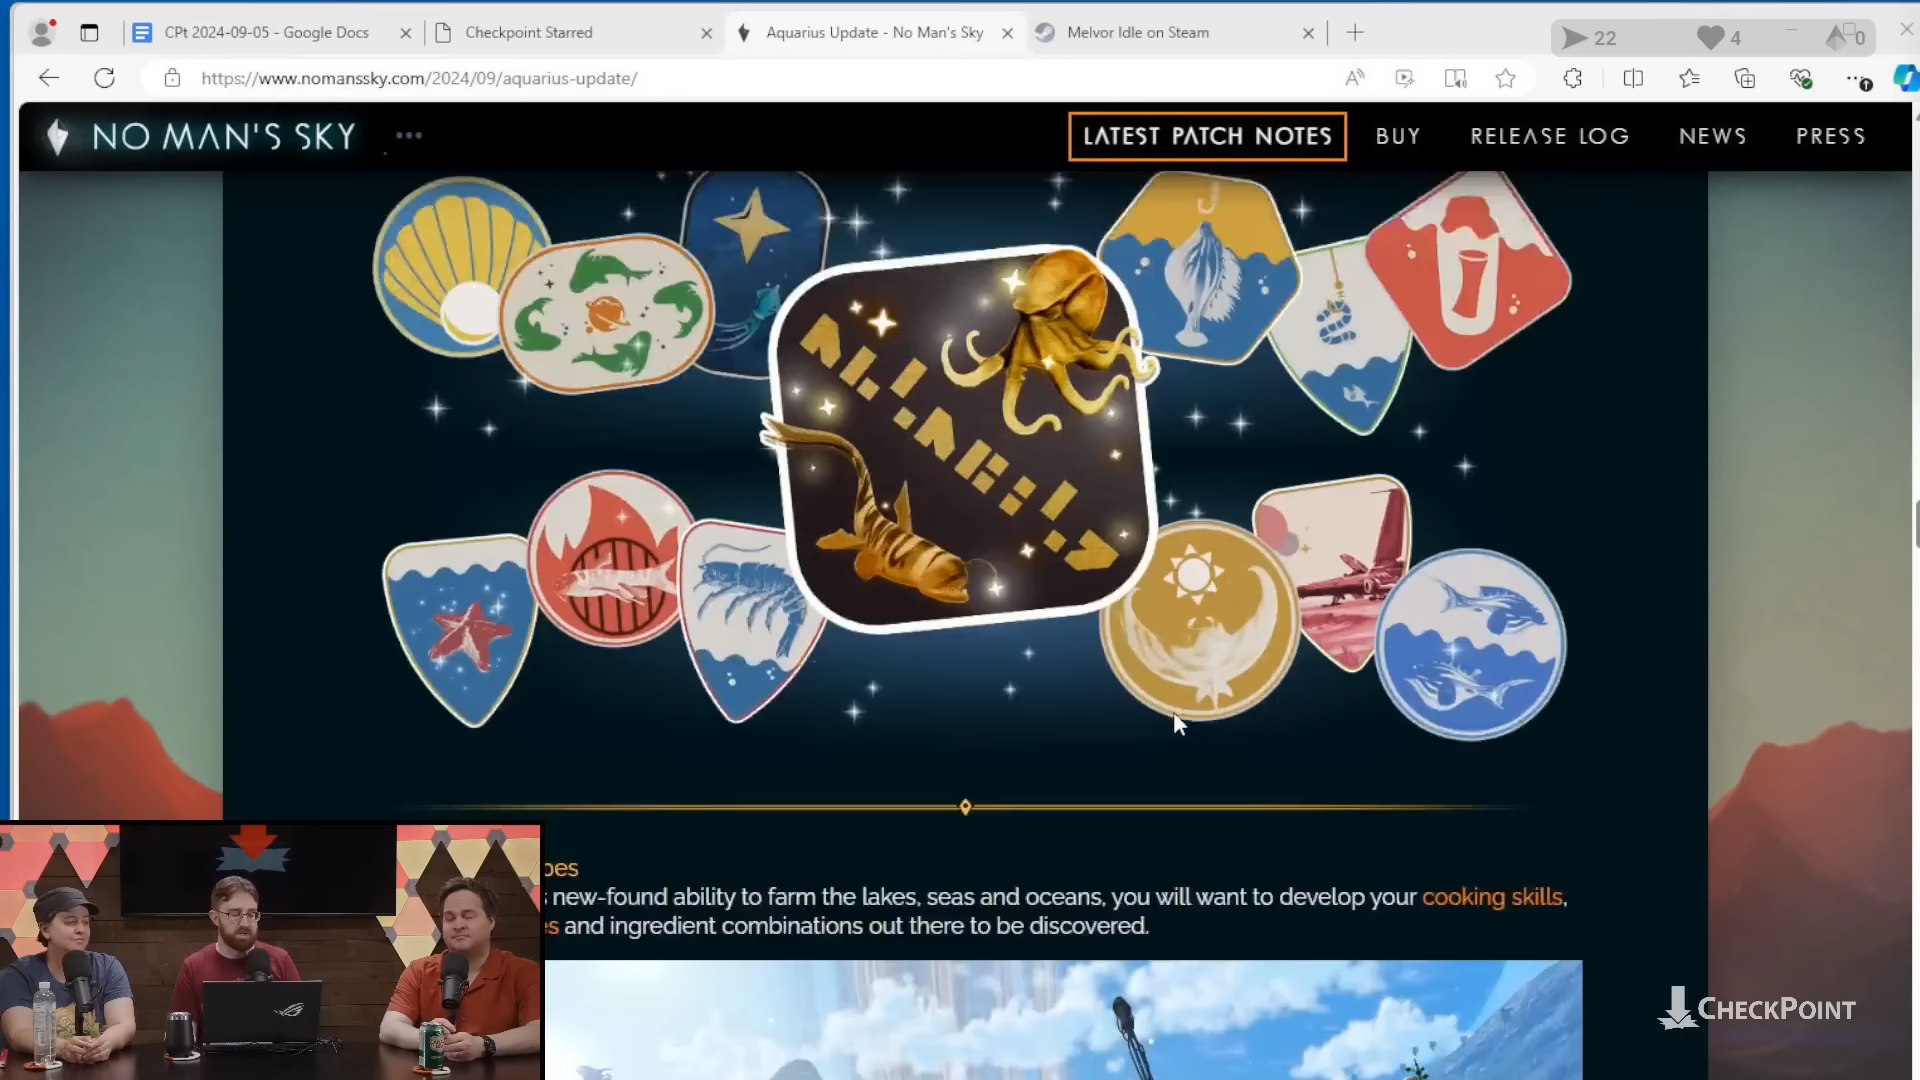 CPt 2024-09-05 - Google Docs
Checkpoint Starred
Aquarius Update - No Man's Sky
Melvor Idle on Steam
22
4
0
https://www.nomanssky.com/2024/09/aquarius-update/
NO MAN'S SKY
LATEST PATCH NOTES
BUY
RELEASE LOG
NEWS
PRESS
new-found ability to farm the lakes, seas and oceans, you will want to develop your cooking skills,
and ingredient combinations out there to be discovered.
CHECKPOINT